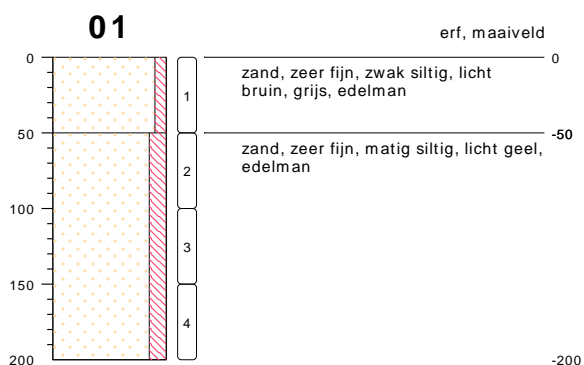 01
erf, maaiveld
0
0
zand, zeer fijn, zwak siltig, licht
bruin, grijs, edelman
1
50
-50
zand, zeer fijn, matig siltig, licht geel,
edelman
2
100
3
150
4
200
-200